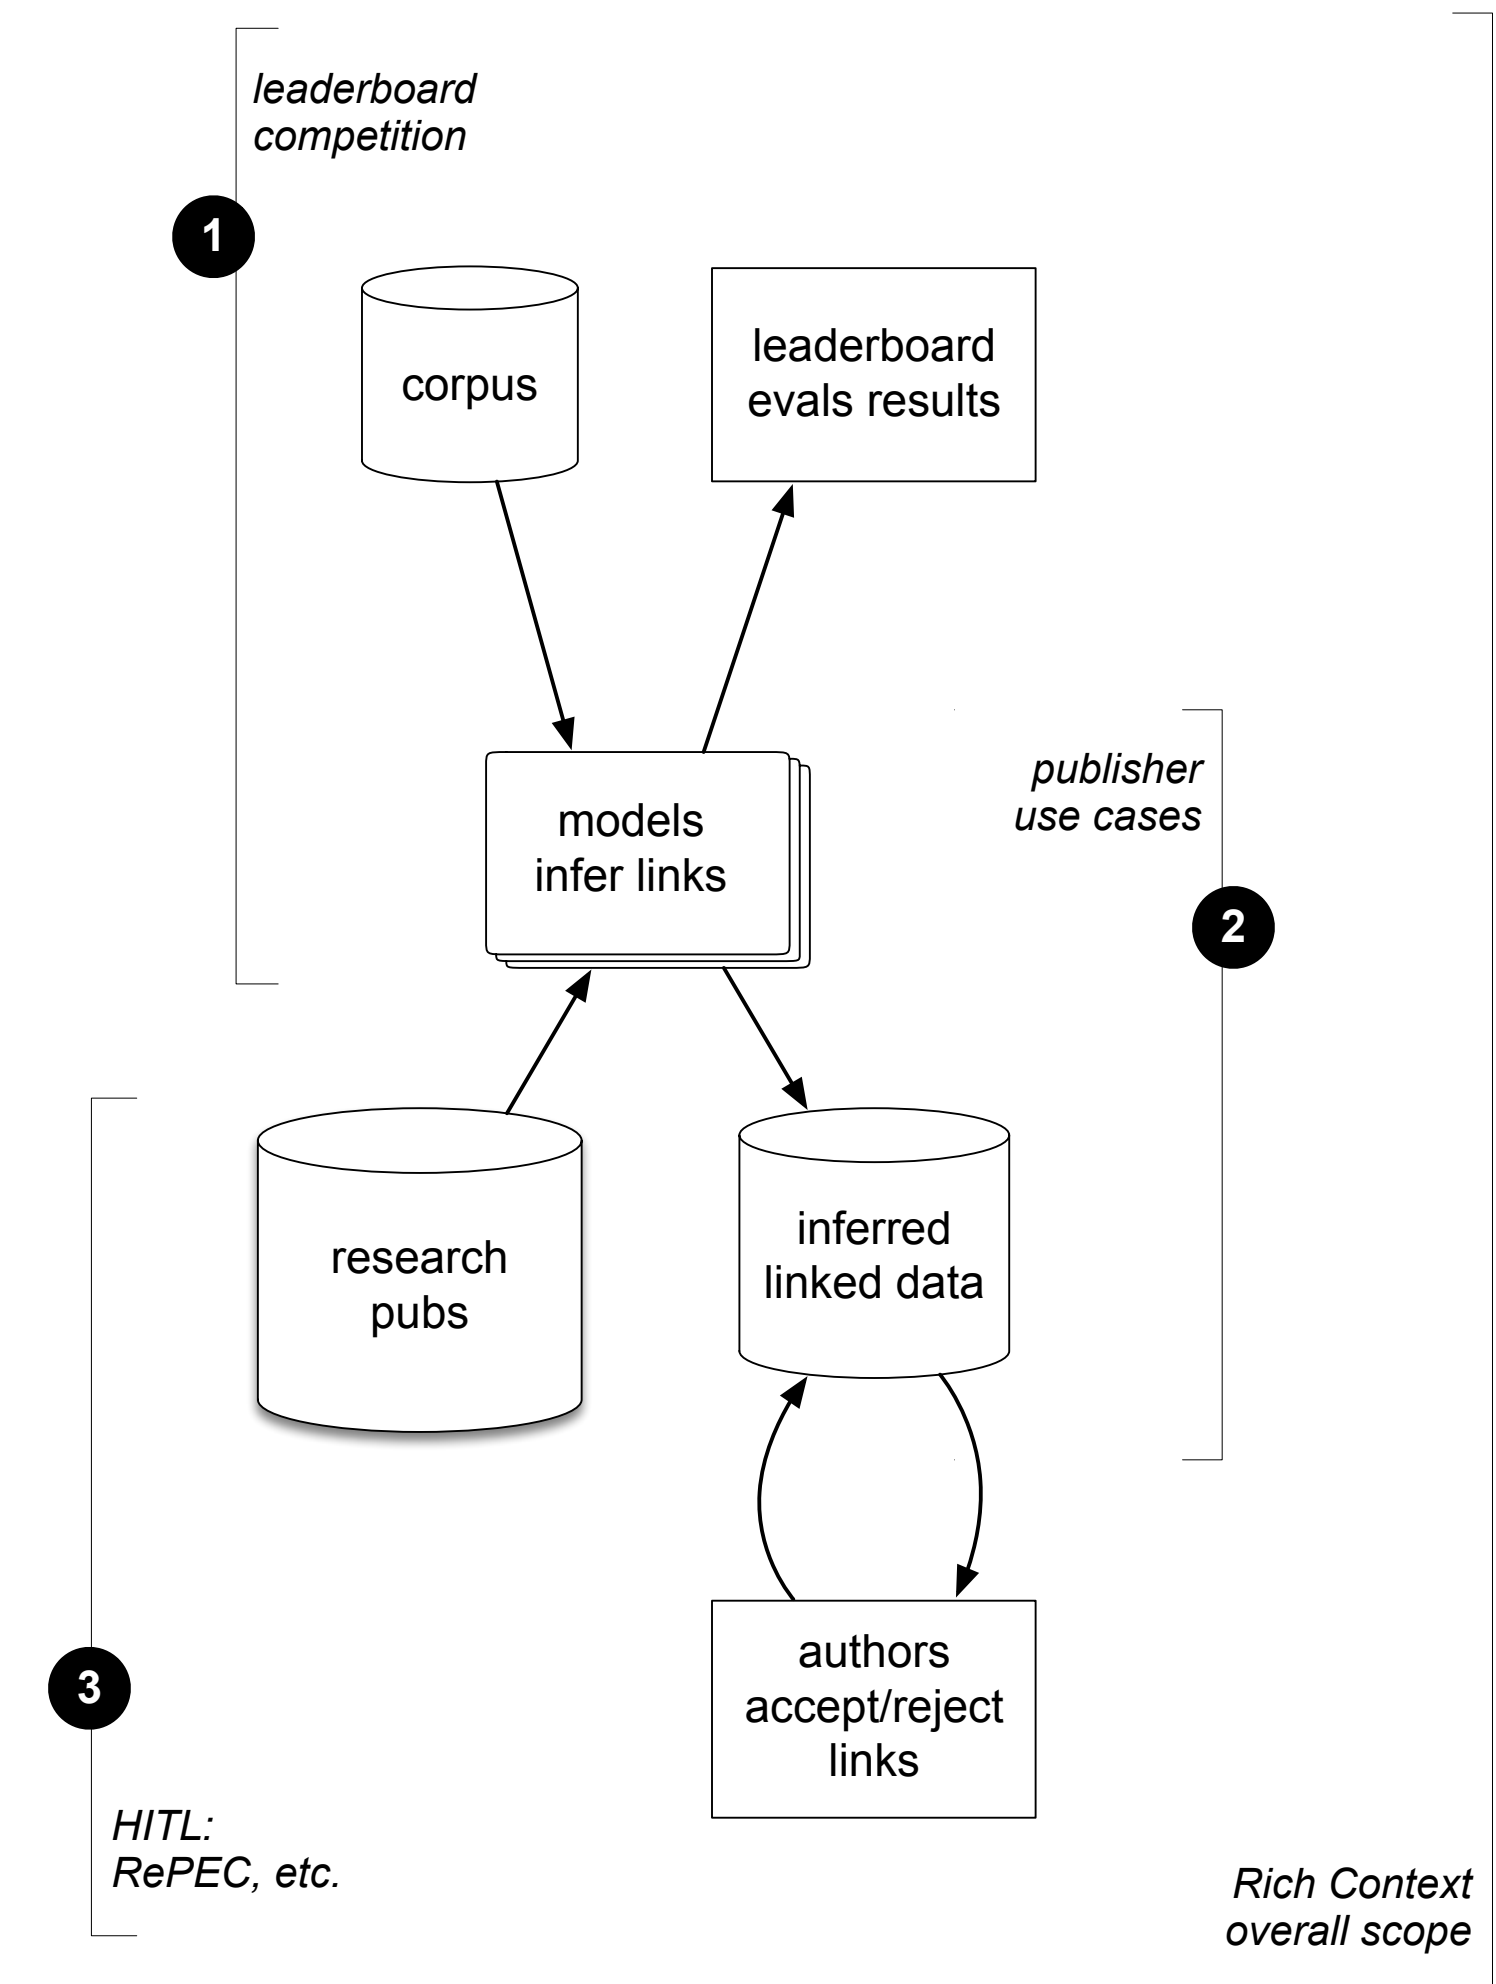 leaderboard
competition
1
corpus
leaderboard
evals results
models
infer links
publisher
use cases
2
research
pubs
inferred
linked data
authors
accept/reject
links
3
HITL:
RePEC, etc.
Rich Context
overall scope